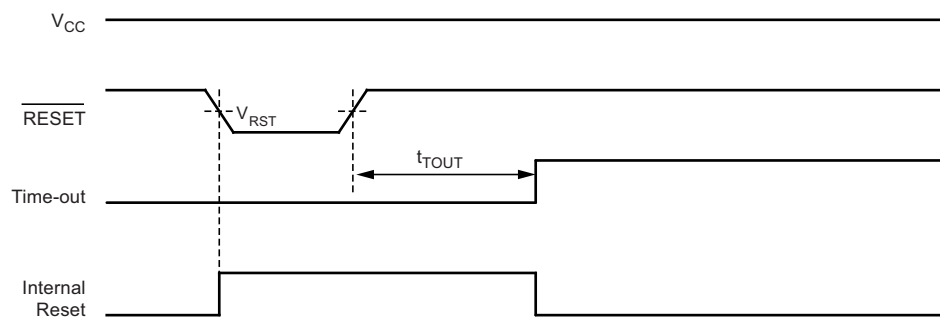 VCC
RESET
VRST
tTOUT
Time-out
Internal
Reset